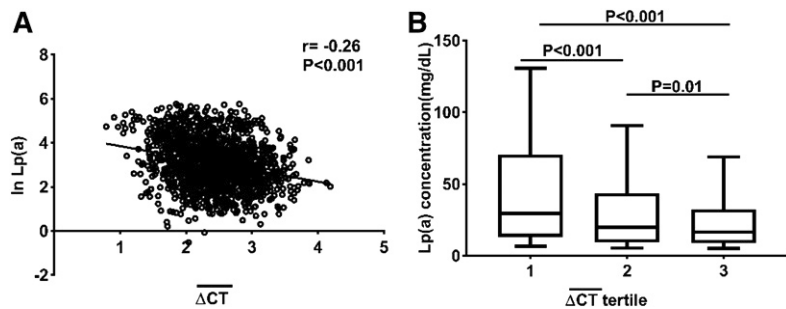 A
r= -0.26
P<0.001
8
6
4
2
0
-2
ln Lp(a)
1
2
3
4
5
ΔCT
B
P<0.001
P<0.001
P=0.01
150
100
50
0
Lp(a) concentration(mg/dL)
1
2
3
ΔCT tertile